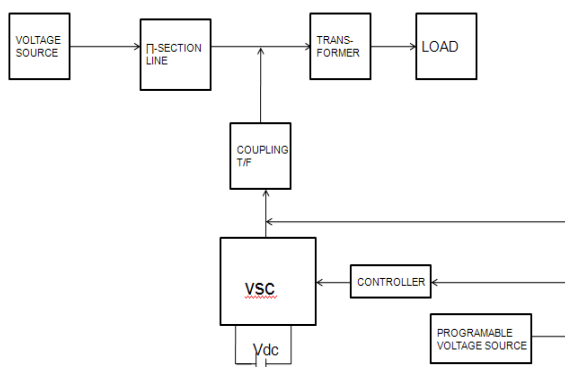 VOLTAGE
SOURCE
Π-SECTION
LINE
TRANS-
FORMER
LOAD
COUPLING
T/F
VSC
CONTROLLER
Vdc
PROGRAMABLE
VOLTAGE SOURCE